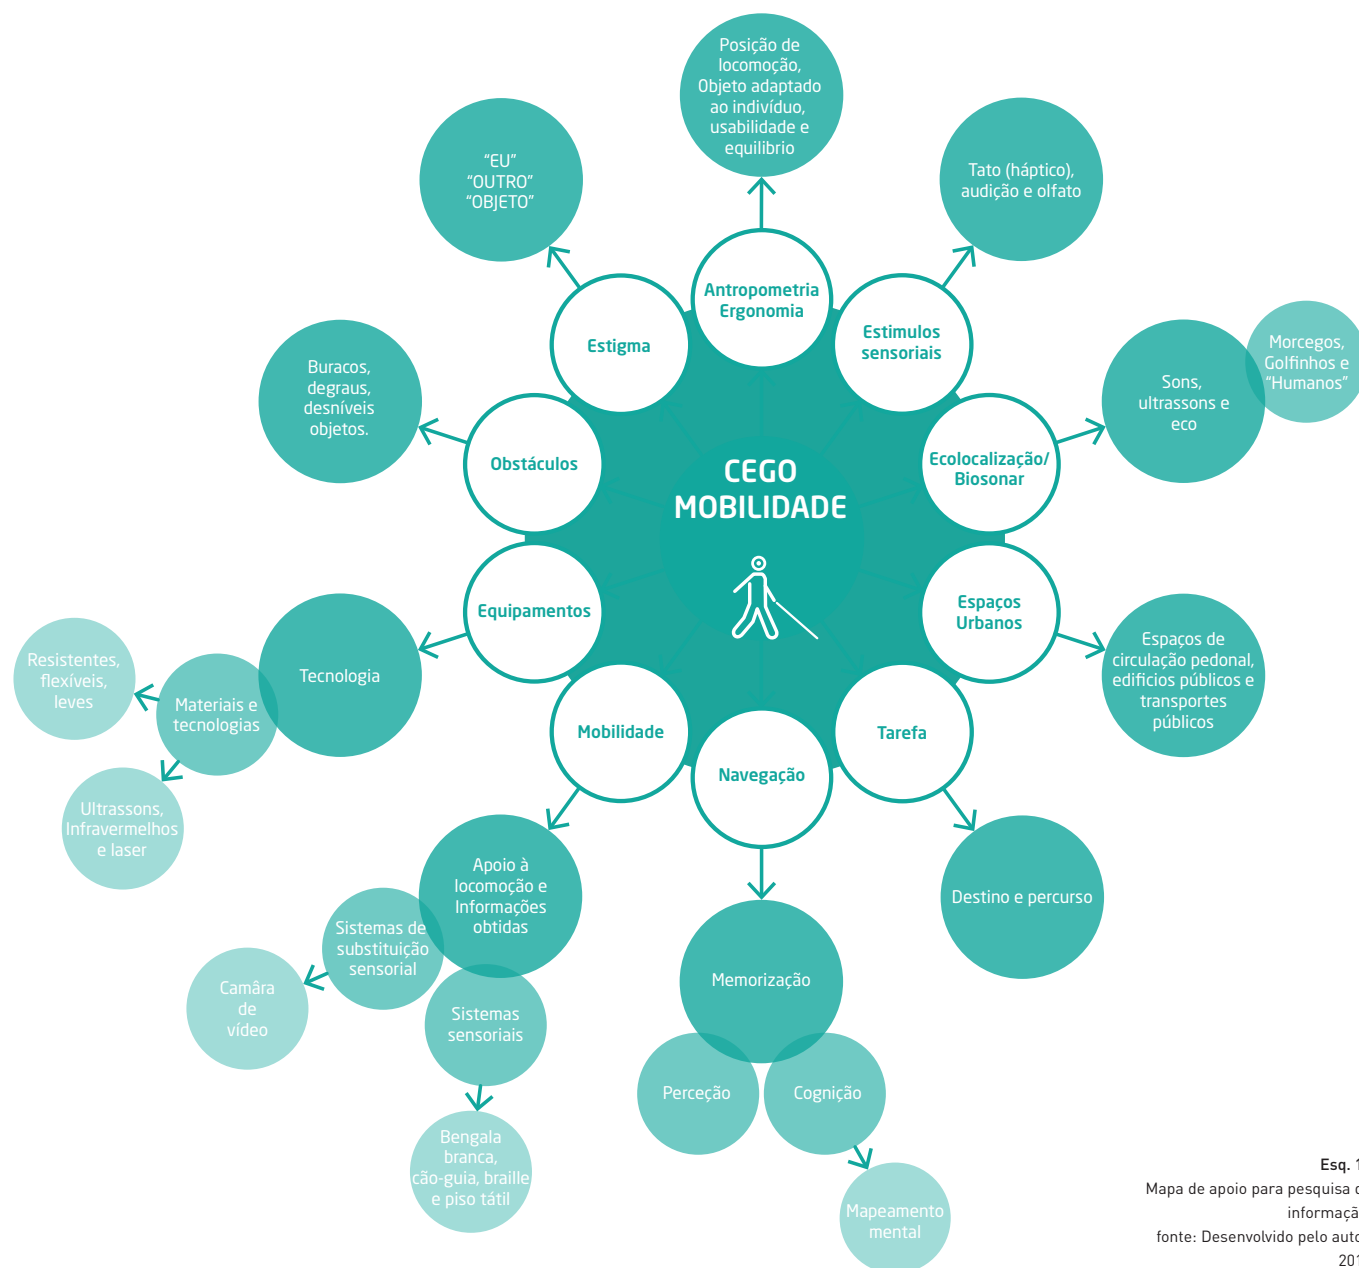 Posição de
locomoção,
Objeto adaptado
ao indivíduo,
usabilidade e
equilibrio
"EU"
"OUTRO"
"OBJETO"
Tato (háptico),
audição e olfato
Antropometria
Ergonomia
Estigma
Estimulos
sensoriais
Buracos,
degraus,
desníveis
objetos.
Sons,
ultrassons e
eco
Morcegos,
Golfinhos e
"Humanos"
Obstáculos
Ecolocalização/
Biosonar
CEGO
MOBILIDADE
Equipamentos
Espaços
Urbanos
Tecnologia
Materiais e
tecnologias
Resistentes,
flexíveis,
leves
Ultrassons,
Infravermelhos
e laser
Espaços de
circulação pedonal,
edificios públicos e
transportes
públicos
Mobilidade
Navegação
Tarefa
Apoio à
locomoção e
Informações
obtidas
Sistemas de
substituição
sensorial
Camâra
de
vídeo
Sistemas
sensoriais
Bengala
branca,
cão-guia, braille
e piso tátil
Memorização
Perceção
Cognição
Mapeamento
mental
Destino e percurso
Esq. 1
Mapa de apoio para pesquisa
fonte: Desenvolvido pelo